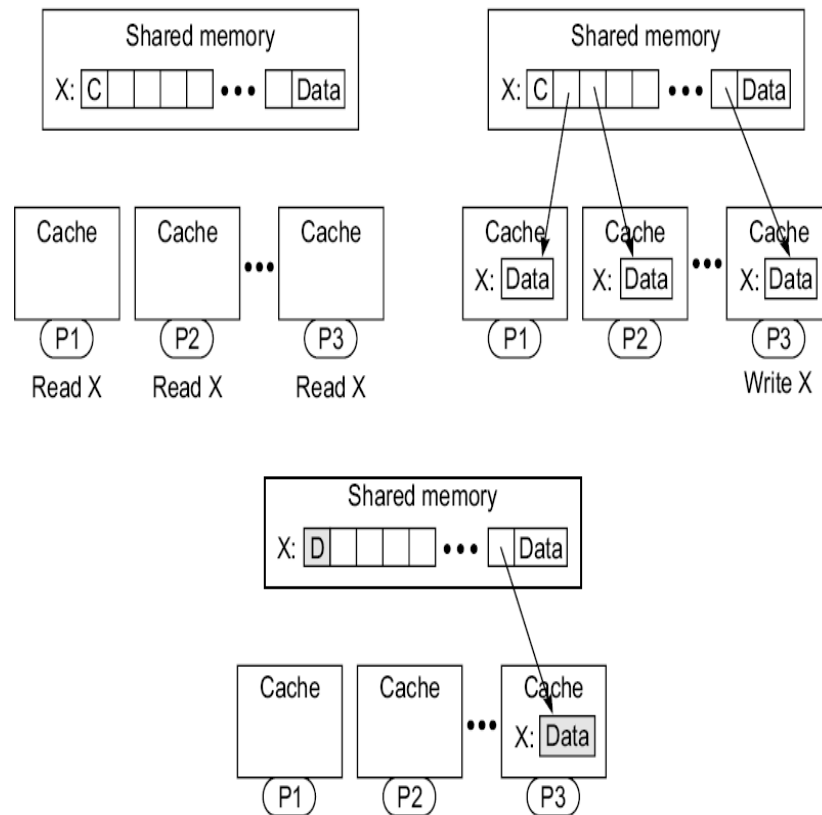 Shared memory
X: C ••• Data
Cache Cache ••• Cache
P1 P2 P3
Read X Read X Read X
Shared memory
X: C ••• Data
Cache Cache ••• Cache
X: Data X: Data X: Data
P1 P2 P3
Write X
Shared memory
X: D ••• Data
Cache Cache ••• Cache
X: Data
P1 P2 P3